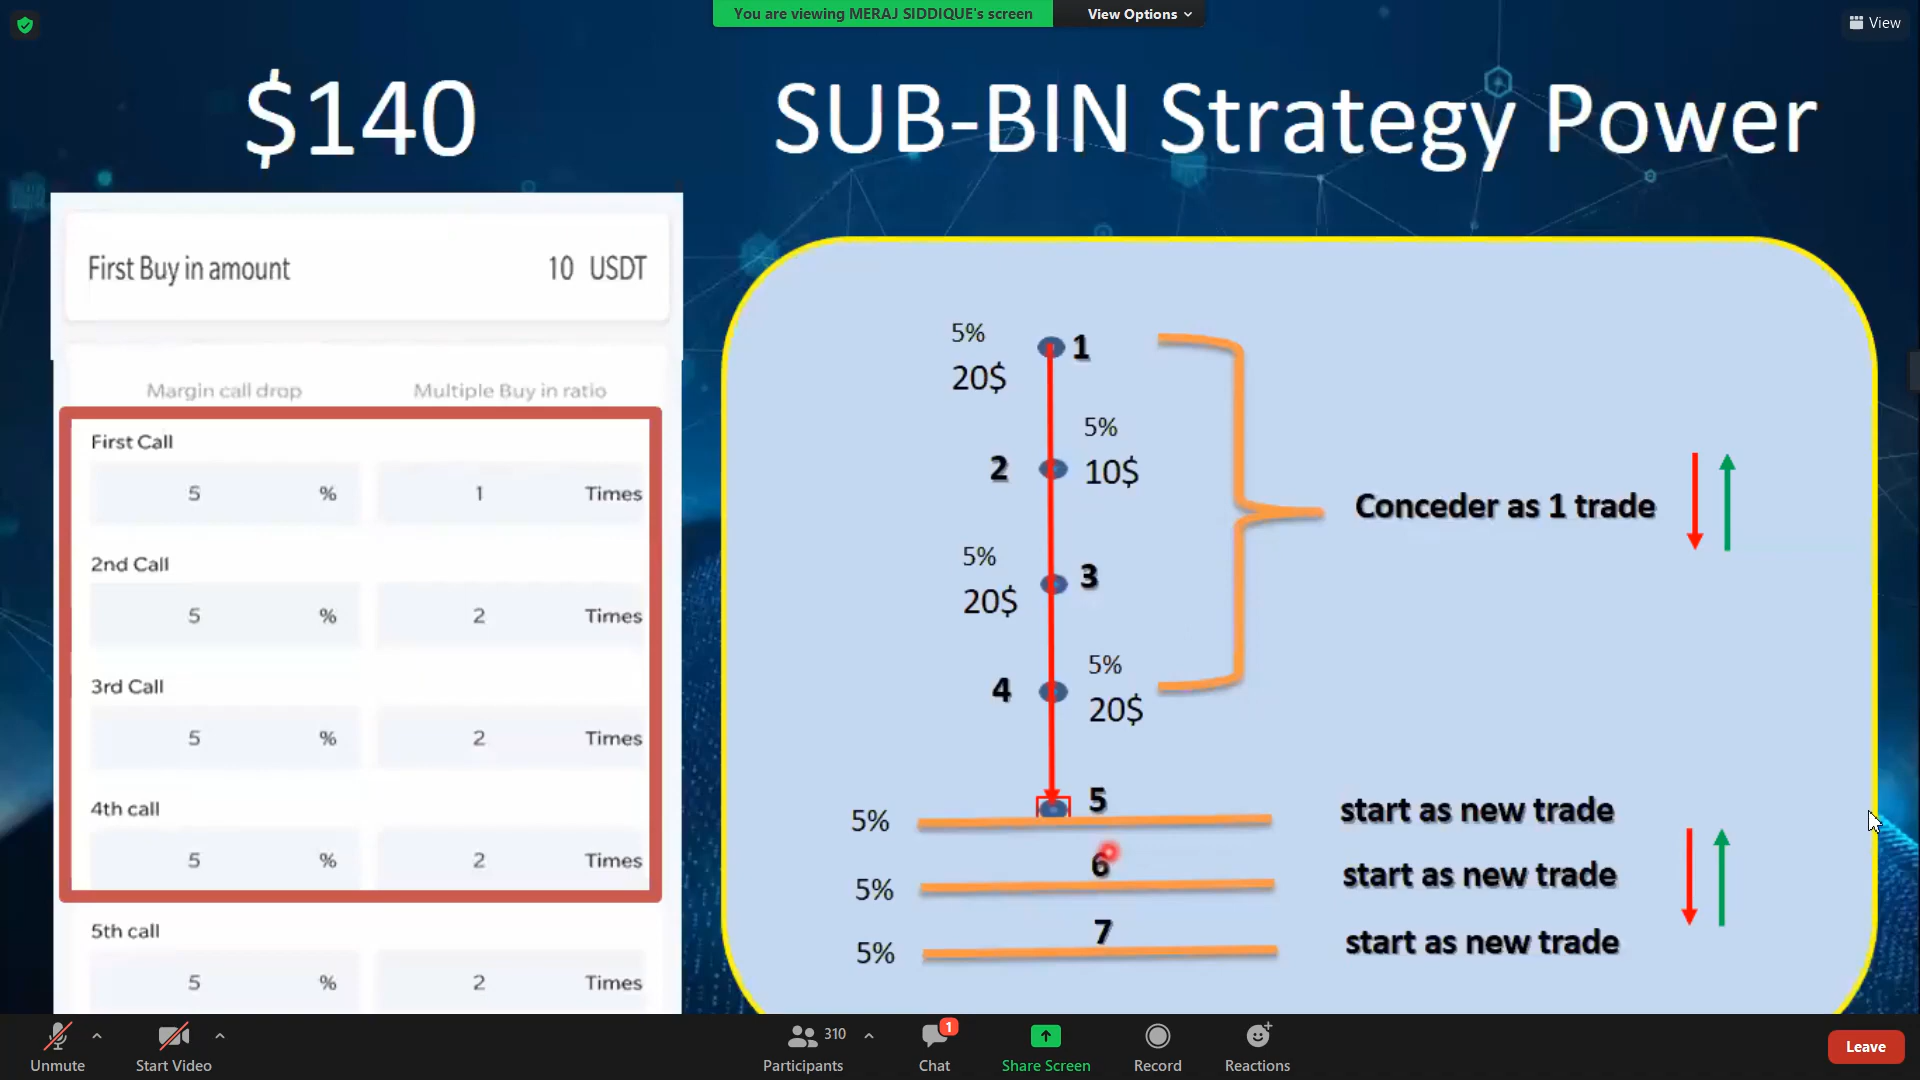 You are viewing MERAJ SIDDIQUE's screen
View Options
View
$140
SUB-BIN Strategy Power
First Buy in amount 10 USDT
Margin call drop Multiple Buy in ratio
First Call
5 % 1 Times
2nd Call
5 % 2 Times
3rd Call
5 % 2 Times
4th call
5 % 2 Times
5th call
5 % 2 Times
5%
1
20$
5%
2
10$
5%
3
20$
5%
4
20$
Conceder as 1 trade
5
5%
start as new trade
6
5%
start as new trade
7
5%
start as new trade
Unmute
Start Video
310
Participants
1
Chat
Share Screen
Record
Reactions
Leave